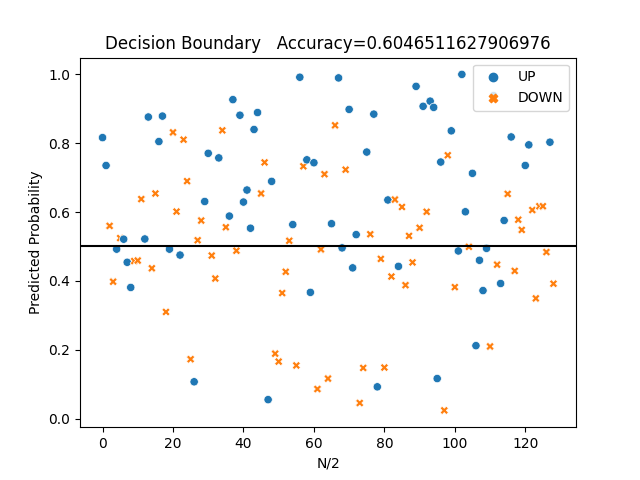 Decision Boundary   Accuracy=0.6046511627906976
UP
DOWN
Predicted Probability
1.0
0.8
0.6
0.4
0.2
0.0
0 20 40 60 80 100 120
N/2